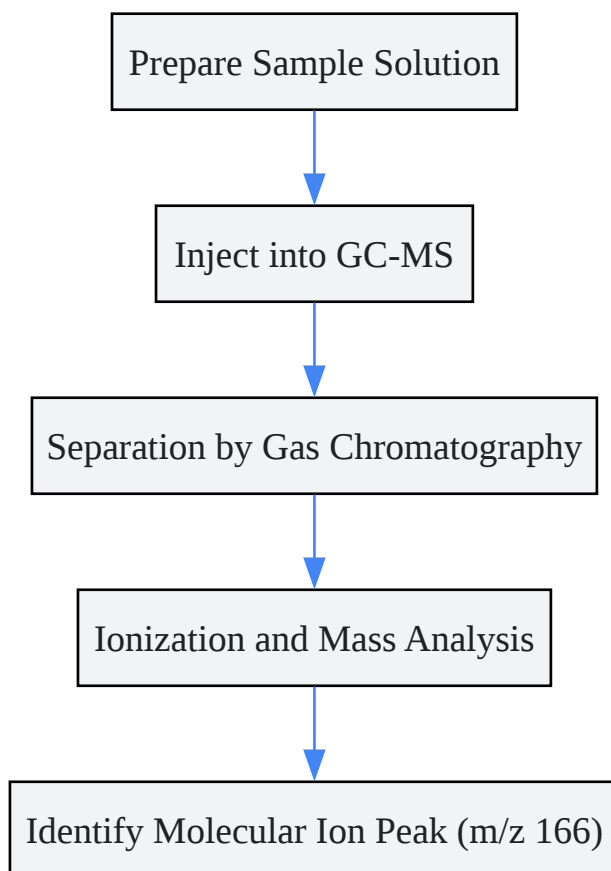 Prepare Sample Solution
Inject into GC-MS
Separation by Gas Chromatography
Ionization and Mass Analysis
Identify Molecular Ion Peak (m/z 166)